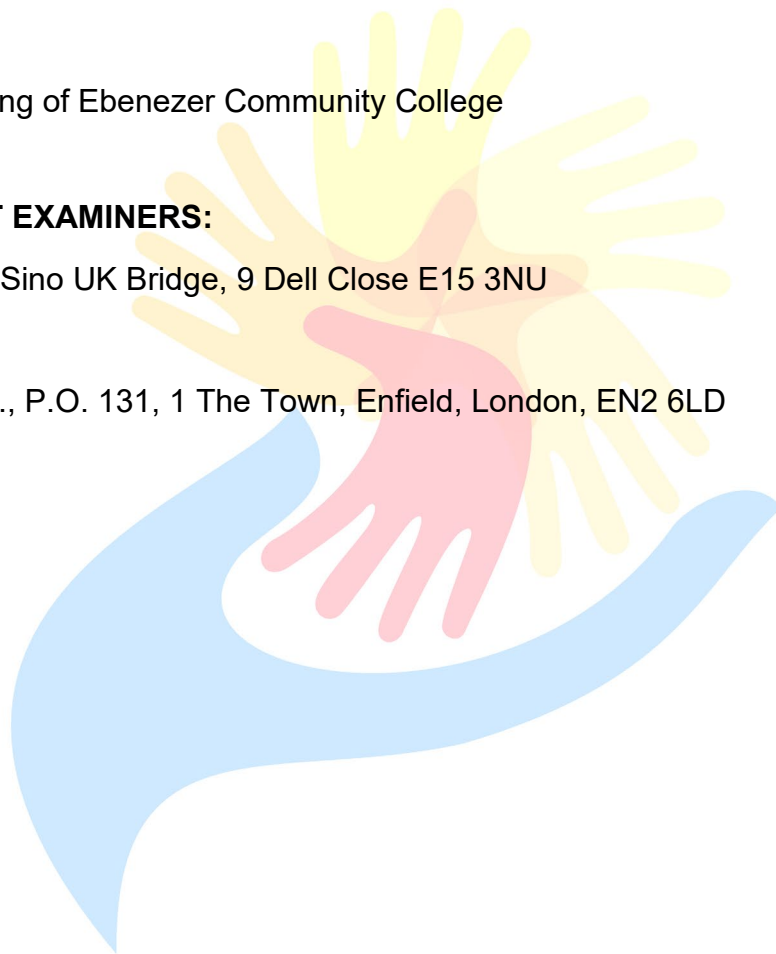 ng of Ebenezer Community College
T EXAMINERS:
Sino UK Bridge, 9 Dell Close E15 3NU
., P.O. 131, 1 The Town, Enfield, London, EN2 6LD